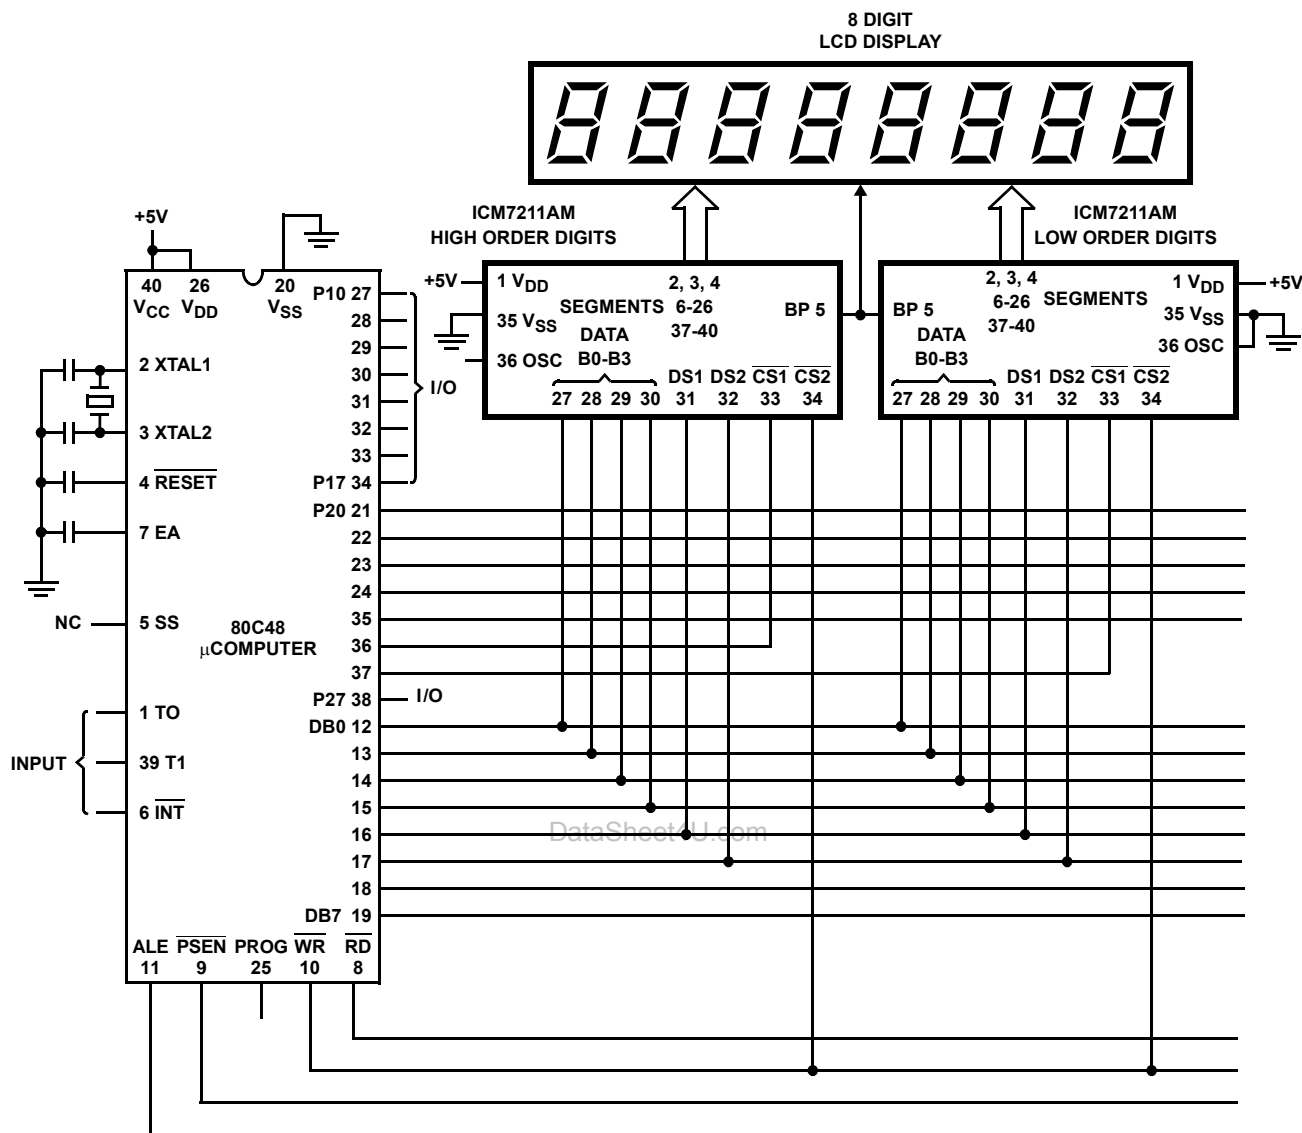 8 DIGIT
LCD DISPLAY
ICM7211AM
HIGH ORDER DIGITS
ICM7211AM
LOW ORDER DIGITS
+5V
1 VDD
2, 3, 4
6-26
37-40
SEGMENTS
DATA
B0-B3
35 VSS
36 OSC
BP 5
DS1 DS2 CS1 CS2
27 28 29 30 31 32 33 34
BP 5
2, 3, 4
6-26
37-40
SEGMENTS
DATA
B0-B3
1 VDD
+5V
35 VSS
36 OSC
DS1 DS2 CS1 CS2
27 28 29 30 31 32 33 34
+5V
40
VCC
26
VDD
20
VSS
2 XTAL1
3 XTAL2
4 RESET
7 EA
NC
5 SS
80C48
μCOMPUTER
INPUT
1 TO
39 T1
6 INT
P10 27
28
29
30
31
32
33
P17 34
I/O
P20 21
22
23
24
35
36
37
P27 38
I/O
DB0 12
13
14
15
16
17
18
DB7 19
ALE PSEN PROG WR RD
11 9 25 10 8
DataSheet4U.com